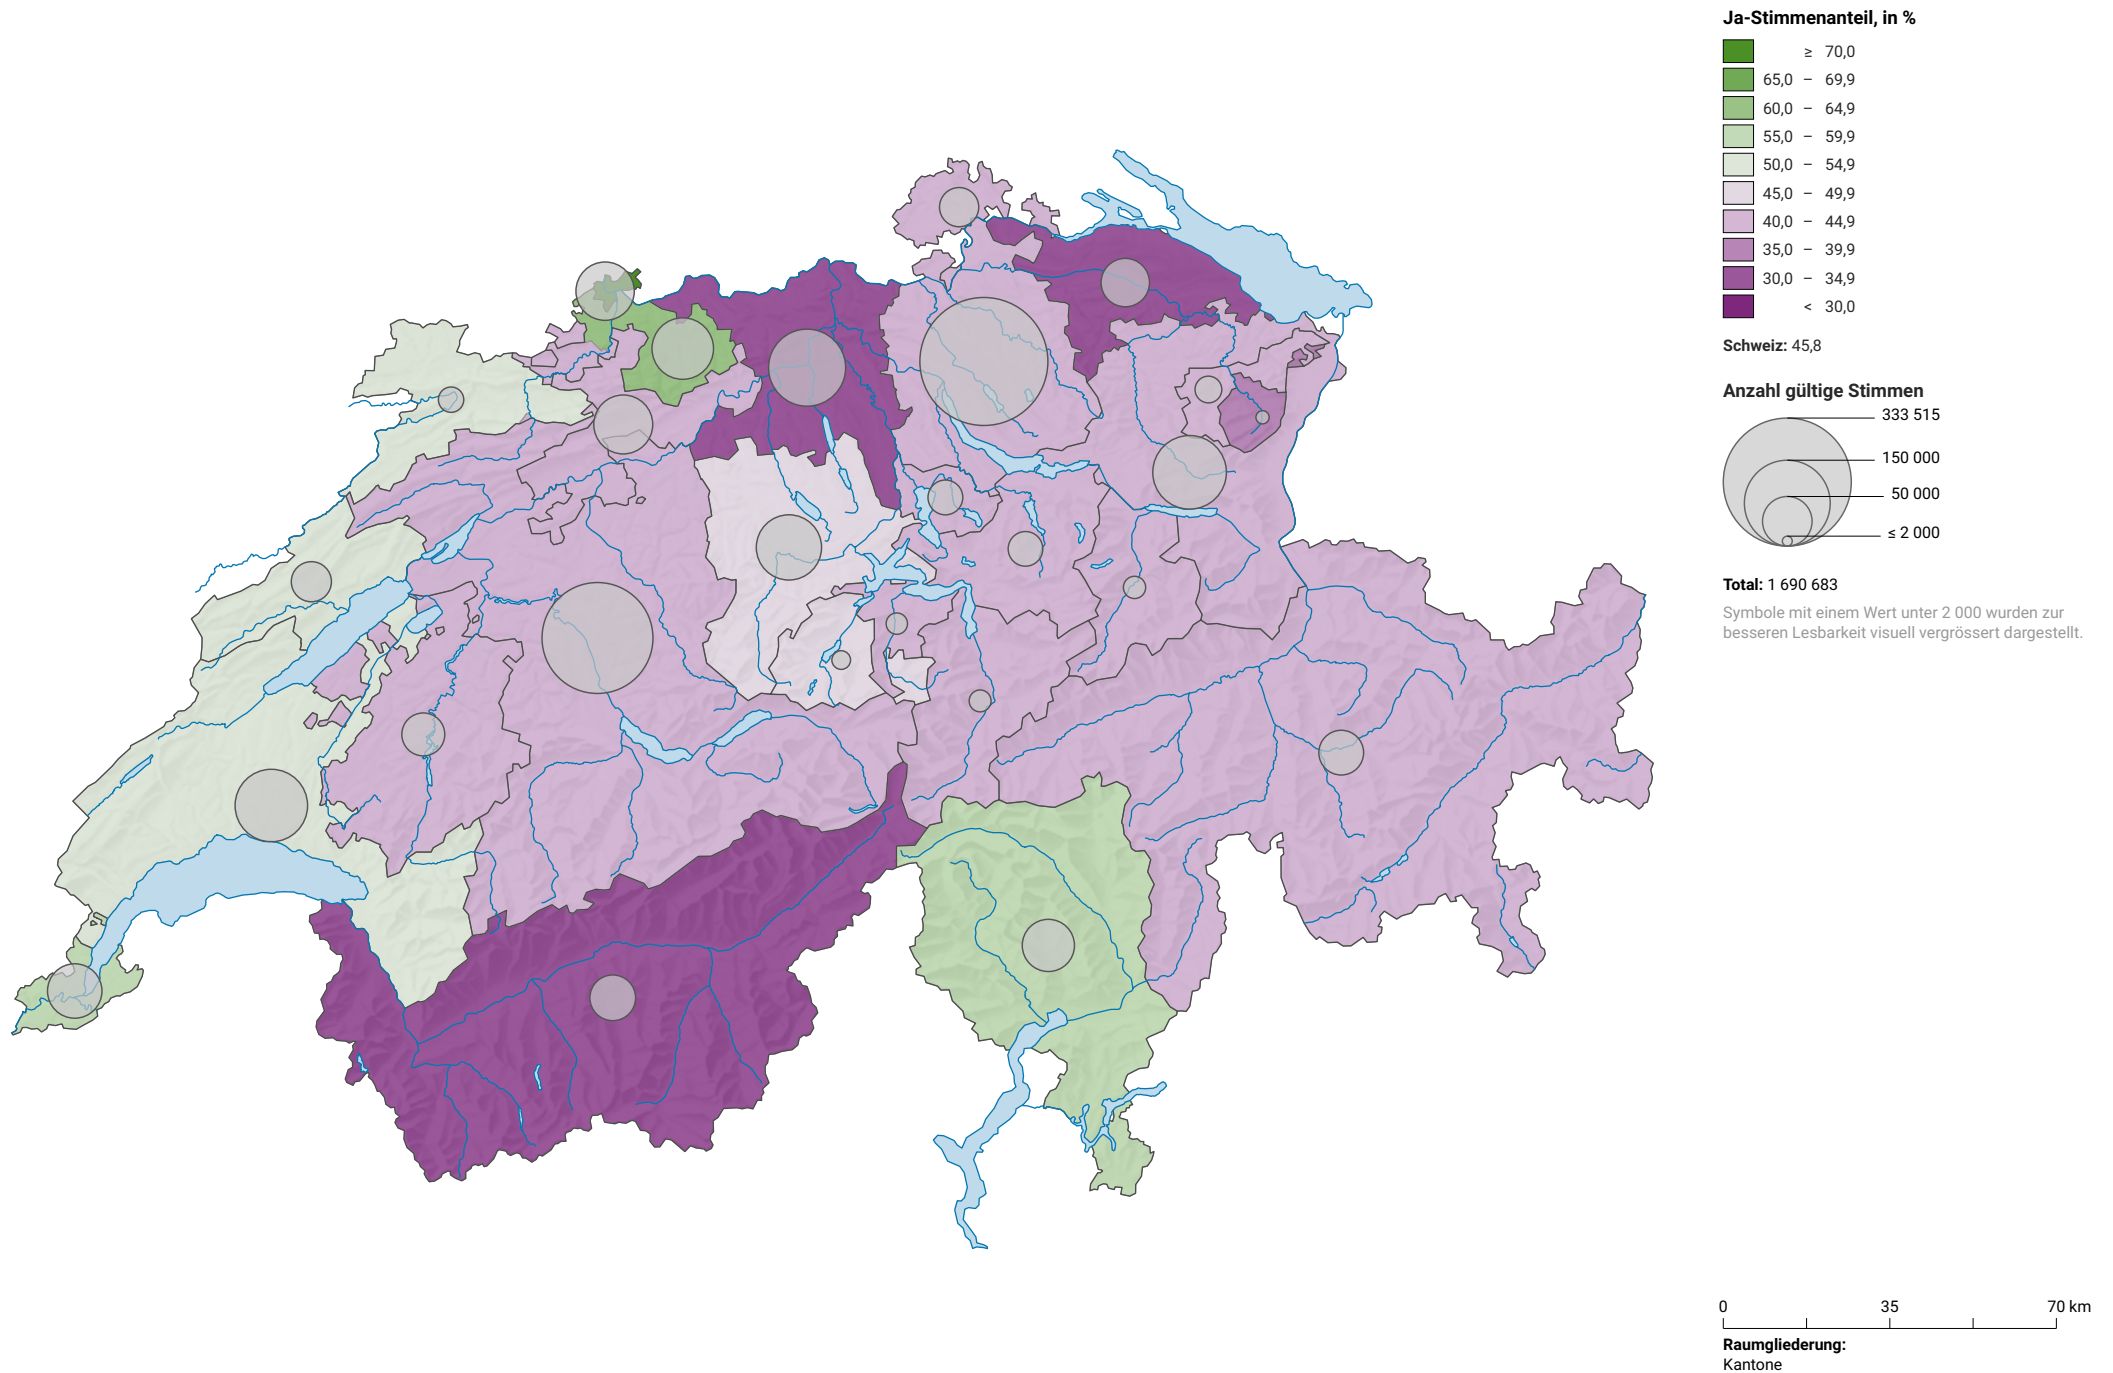 Ja-Stimmenanteil, in %
≥ 70,0
65,0 – 69,9
60,0 – 64,9
55,0 – 59,9
50,0 – 54,9
45,0 – 49,9
40,0 – 44,9
35,0 – 39,9
30,0 – 34,9
< 30,0
Schweiz: 45,8
Anzahl gültige Stimmen
333 515
150 000
50 000
≤ 2 000
Total: 1 690 683
Symbole mit einem Wert unter 2 000 wurden zur
besseren Lesbarkeit visuell vergrössert dargestellt.
0 35 70 km
Raumgliederung:
Kantone